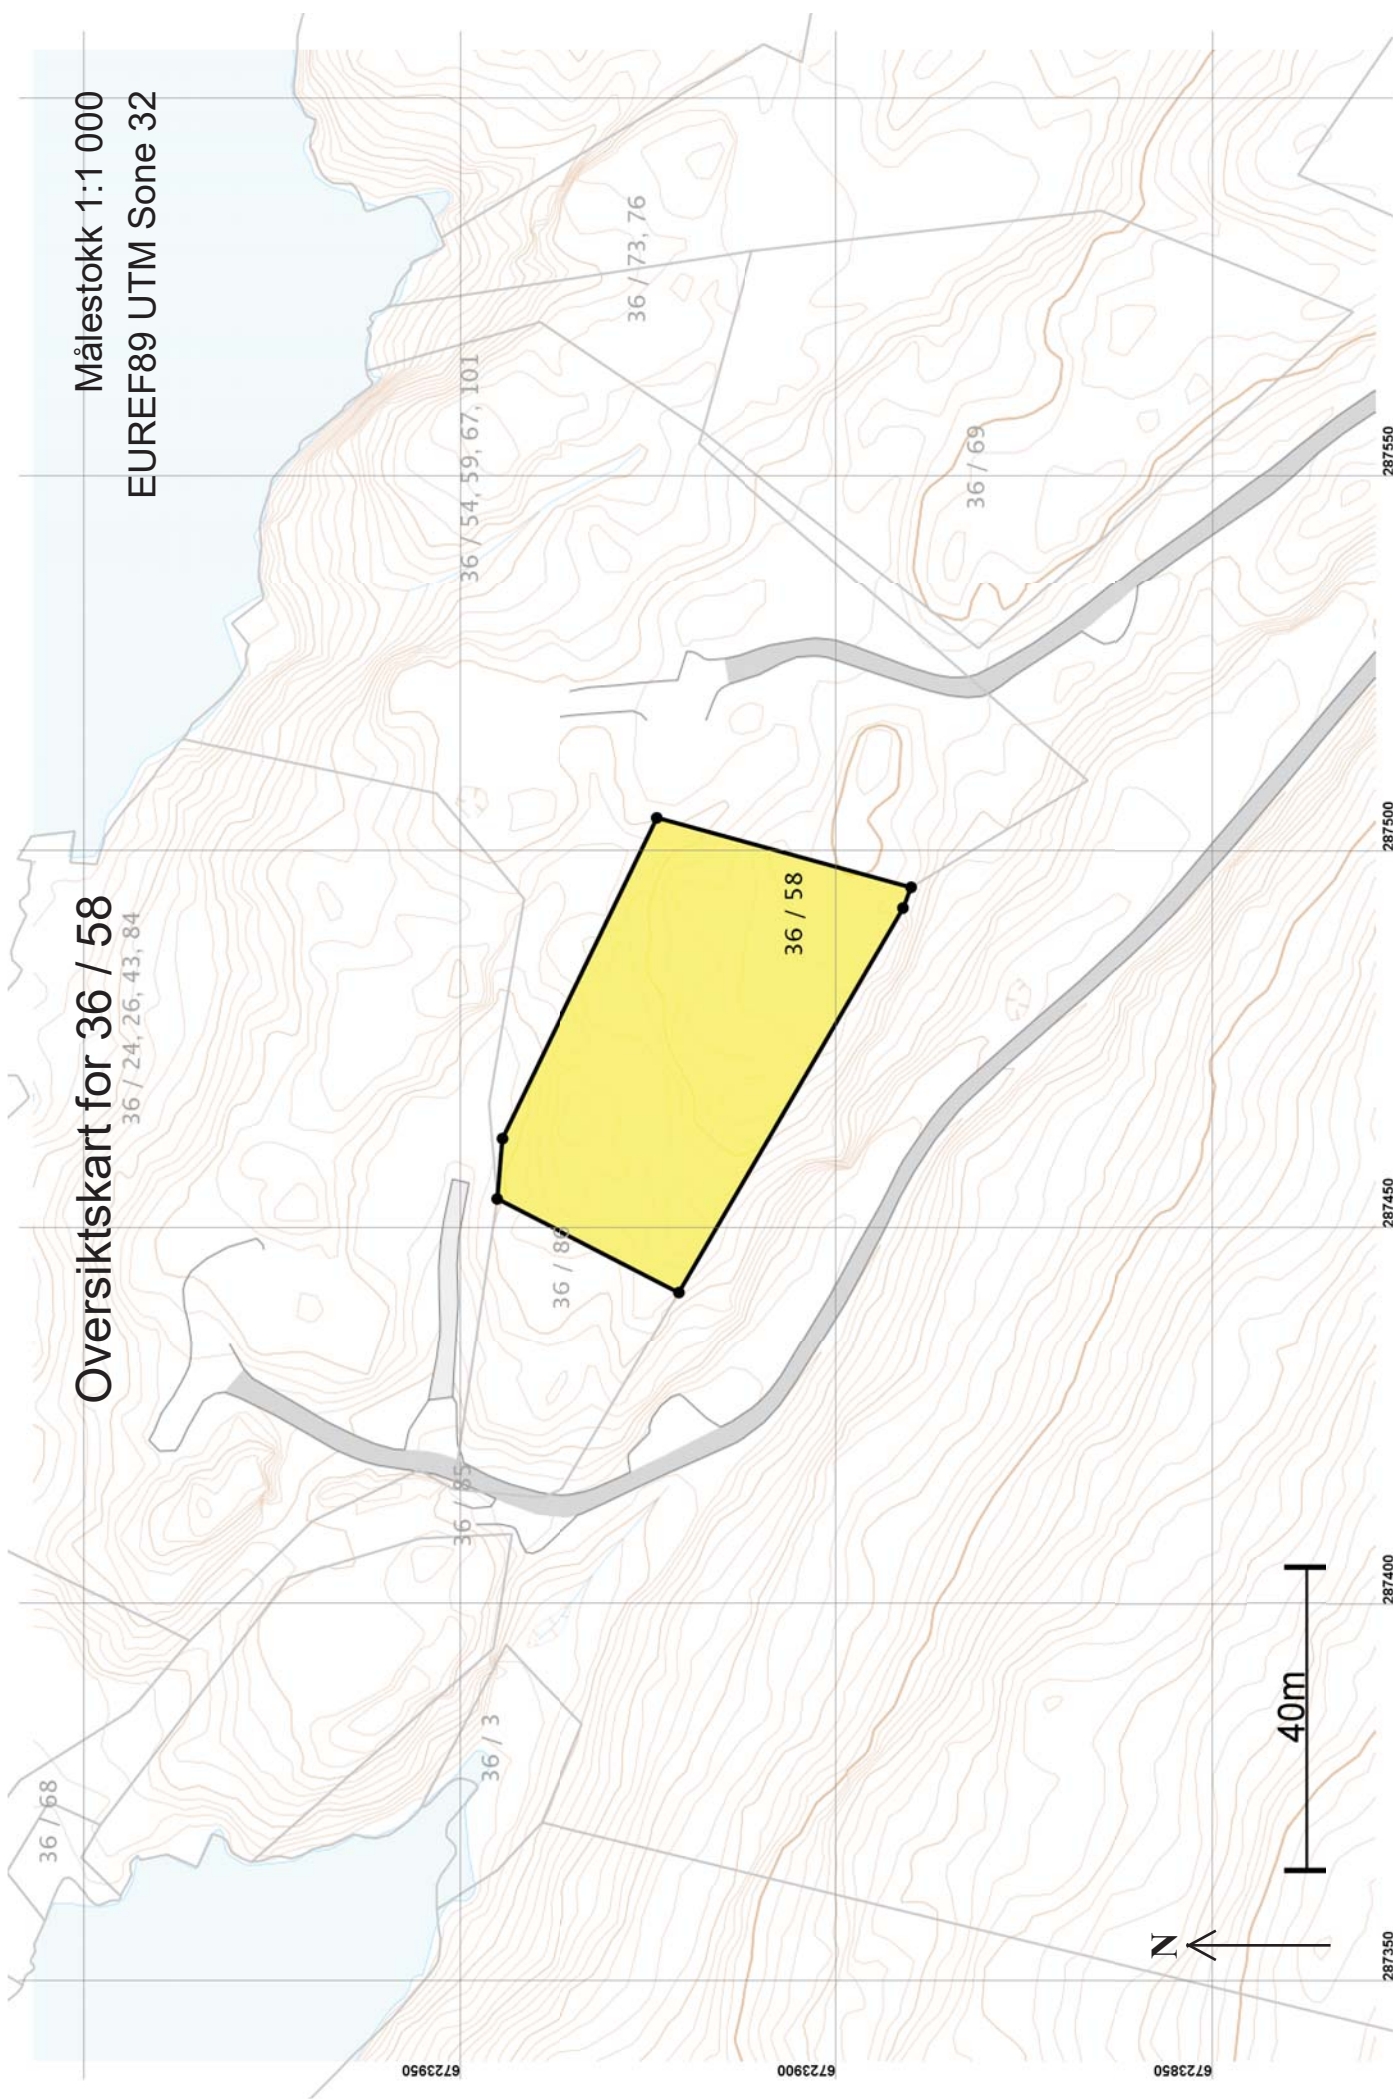 Oversiktskart for 36 / 58
Målestokk 1:1 000
EUREF89 UTM Sone 32
36 / 68
36 / 24, 26, 43, 84
36 / 3
36 / 85
36 / 54, 59, 67, 101
36 / 86
36 / 73, 76
36 / 58
36 / 69
6723950
6723900
6723850
N
40m
287350
287400
287450
287500
287550